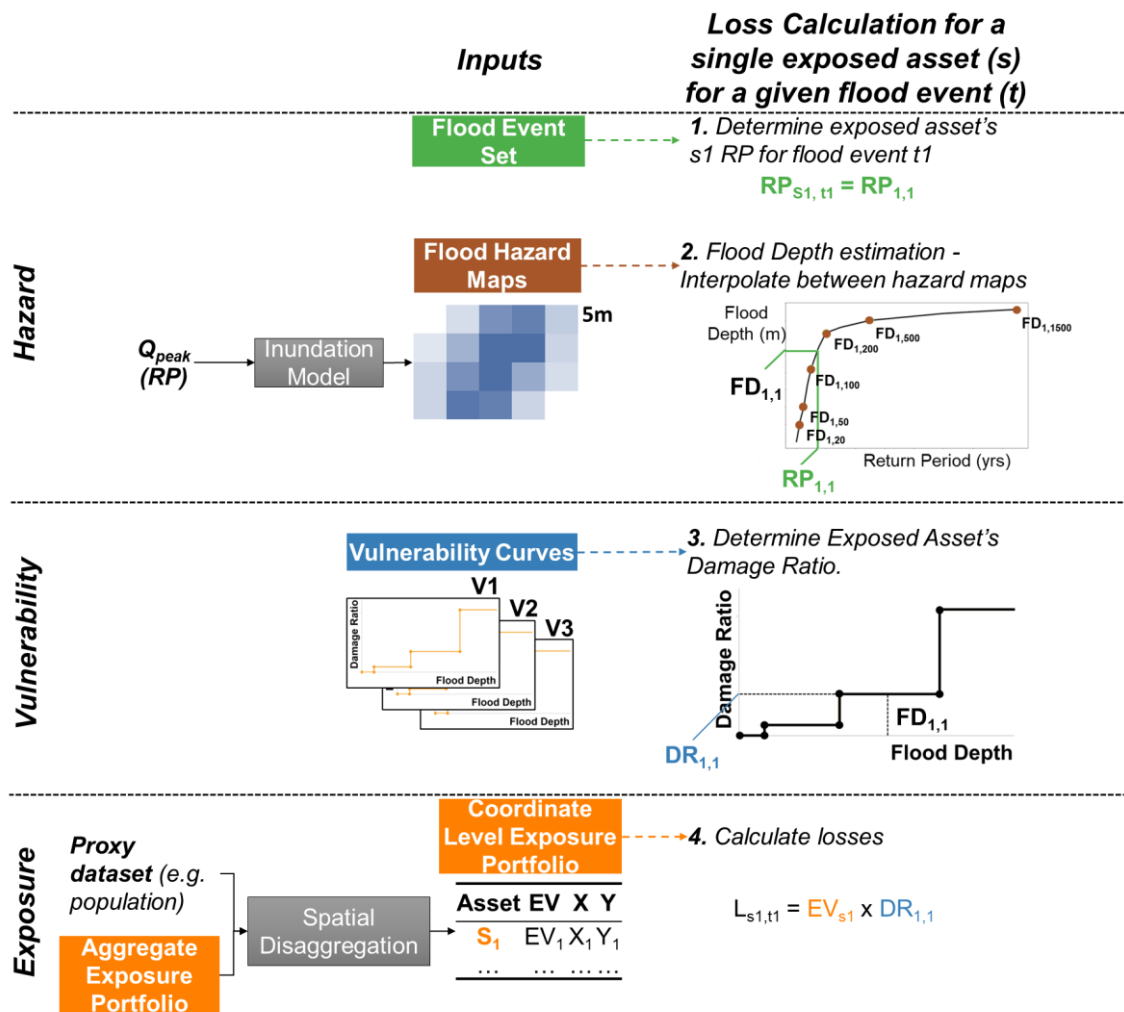 Inputs
Loss Calculation for a
single exposed asset (s)
for a given flood event (t)
Hazard
Flood Event
Set
1. Determine exposed asset's
s1 RP for flood event t1
RPS1, t1 = RP1,1
Flood Hazard
Maps
2. Flood Depth estimation -
Interpolate between hazard maps
5m
Qpeak
(RP)
Inundation
Model
Flood
Depth (m)
FD1,1
FD1,20
FD1,50
FD1,100
FD1,200
FD1,500
FD1,1500
Return Period (yrs)
RP1,1
Vulnerability
Vulnerability Curves
3. Determine Exposed Asset's
Damage Ratio.
V1
V2
V3
Damage Ratio
Flood Depth
Flood Depth
Flood Depth
Damage Ratio
FD1,1
DR1,1
Flood Depth
Exposure
Coordinate
Level Exposure
Portfolio
4. Calculate losses
Proxy
dataset (e.g.
population)
Aggregate
Exposure
Portfolio
Spatial
Disaggregation
Asset EV X Y
S1 EV1 X1 Y1
... ... ... ...
Ls1,t1 = EVs1 x DR1,1